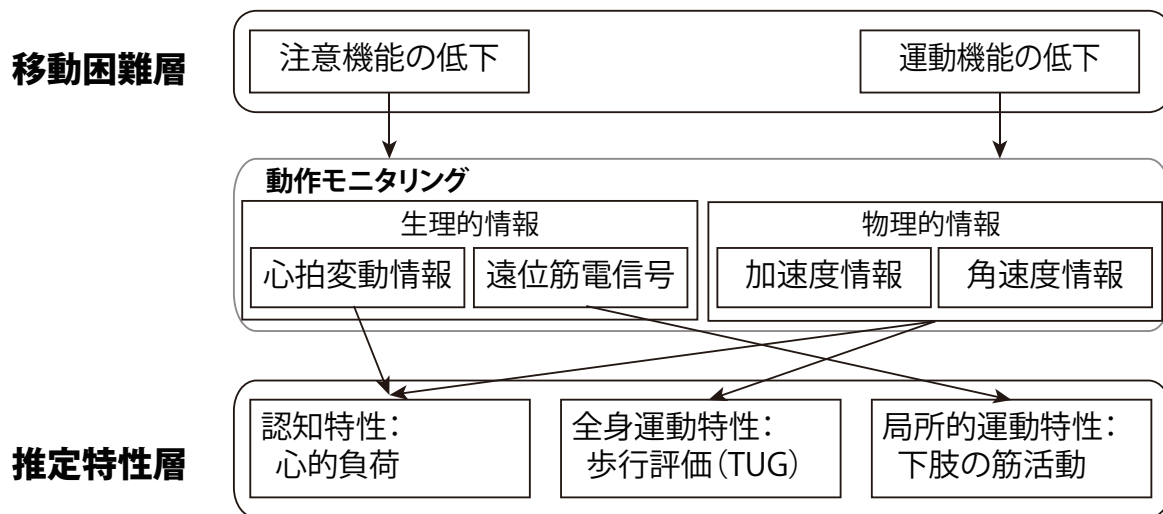 移動困難層
注意機能の低下
運動機能の低下
動作モニタリング
生理的情報
物理的情報
心拍変動情報
遠位筋電信号
加速度情報
角速度情報
推定特性層
認知特性：
心的負荷
全身運動特性：
歩行評価（TUG）
局所的運動特性：
下肢の筋活動